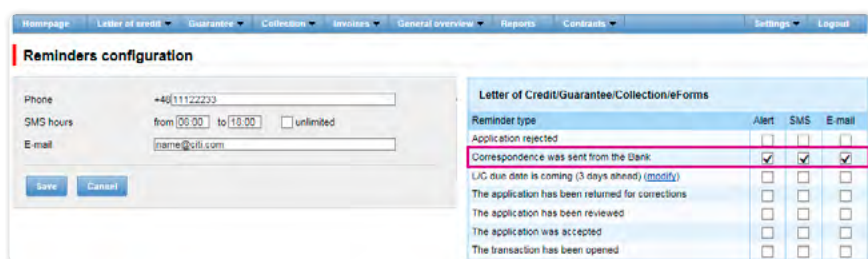 Homepage Letter of credit Guarantee Collection Invoices General overview Reports Contracts Settings Logout
Reminders configuration
Phone +48 11122233
SMS hours from 08:00 to 18:00 unlimited
E-mail name@citi.com
Save Cancel
Letter of Credit/Guarantee/Collection/eForms
Reminder type Alert SMS E-mail
Application rejected
Correspondence was sent from the Bank
L/C due date is coming (3 days ahead) (modify)
The application has been returned for corrections
The application has been reviewed
The application was accepted
The transaction has been opened